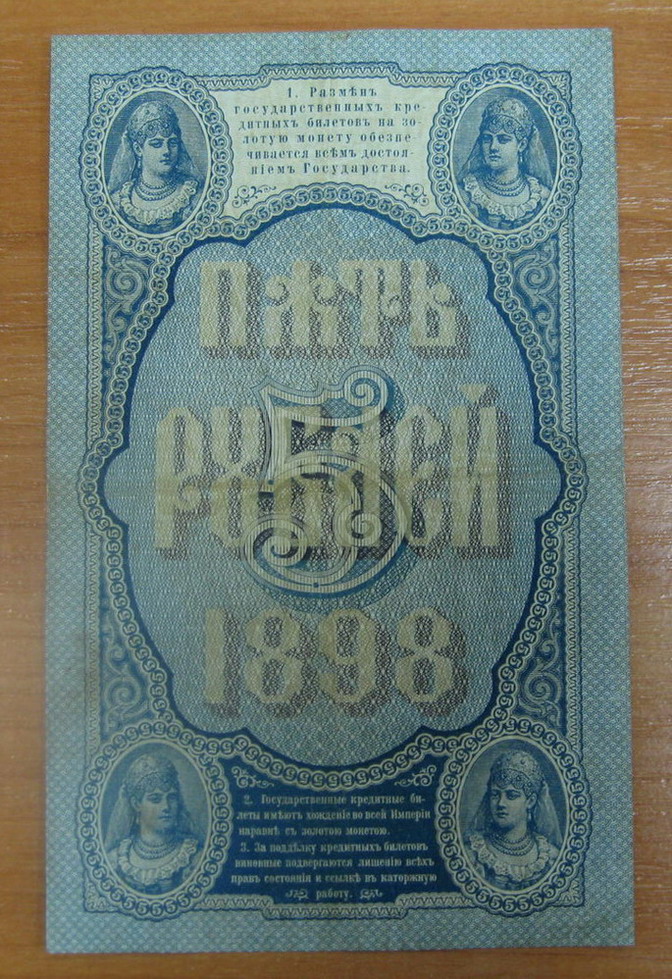 1. Размѣнъ
государственныхъ кре-
дитныхъ билетовъ на зо-
лотую монету обезпе-
чивается всѣмъ достоя-
ніемъ Государства.
ПЯТЬ
РУБЛЕЙ
5
1898
2. Государственные кредитные би-
леты имѣютъ хожденіе во всей Имперіи
наравнѣ съ золотою монетою.
3. За поддѣлку кредитныхъ билетовъ
виновные подвергаются лишенію всѣхъ
правъ состоянія и ссылкѣ въ каторжную
работу.